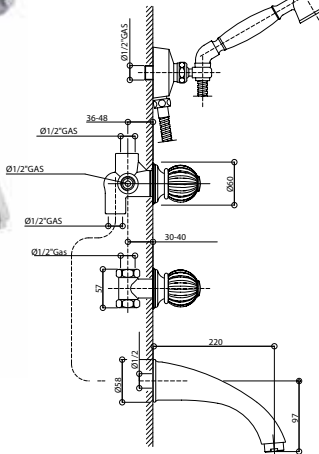 Ø1/2"GAS
36-48
Ø1/2"GAS
Ø1/2"GAS
Ø60
Ø1/2"GAS
30-40
Ø1/2"Gas
57
220
Ø1/2
Ø58
97